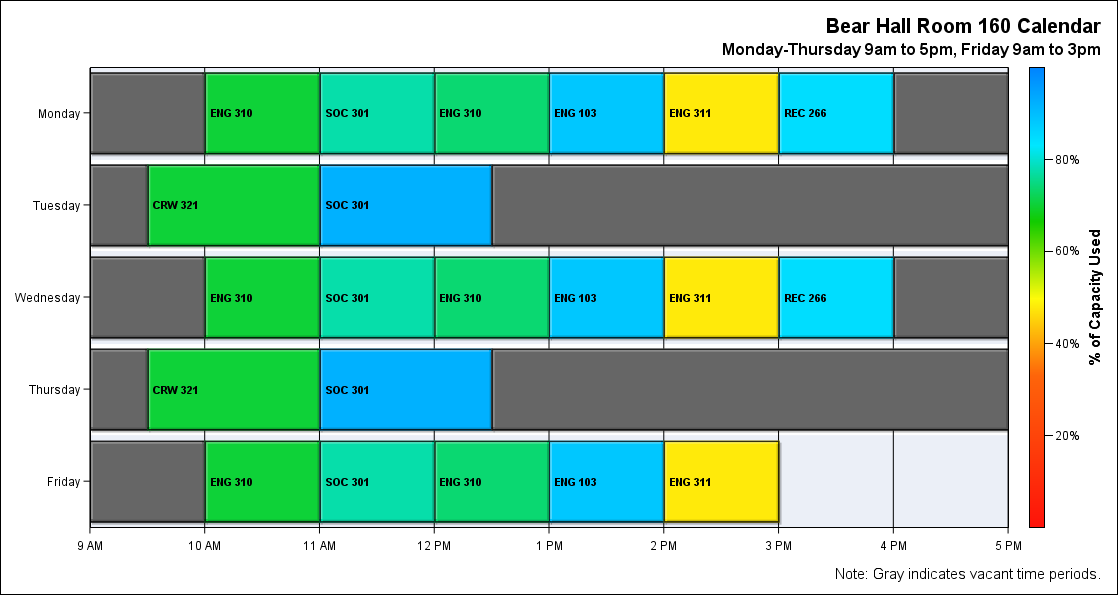 Bear Hall Room 160 Calendar
Monday-Thursday 9am to 5pm, Friday 9am to 3pm
Monday
ENG 310
SOC 301
ENG 310
ENG 103
ENG 311
REC 266
Tuesday
CRW 321
SOC 301
Wednesday
ENG 310
SOC 301
ENG 310
ENG 103
ENG 311
REC 266
Thursday
CRW 321
SOC 301
Friday
ENG 310
SOC 301
ENG 310
ENG 103
ENG 311
80%
60%
40%
20%
% of Capacity Used
9 AM
10 AM
11 AM
12 PM
1 PM
2 PM
3 PM
4 PM
5 PM
Note: Gray indicates vacant time periods.